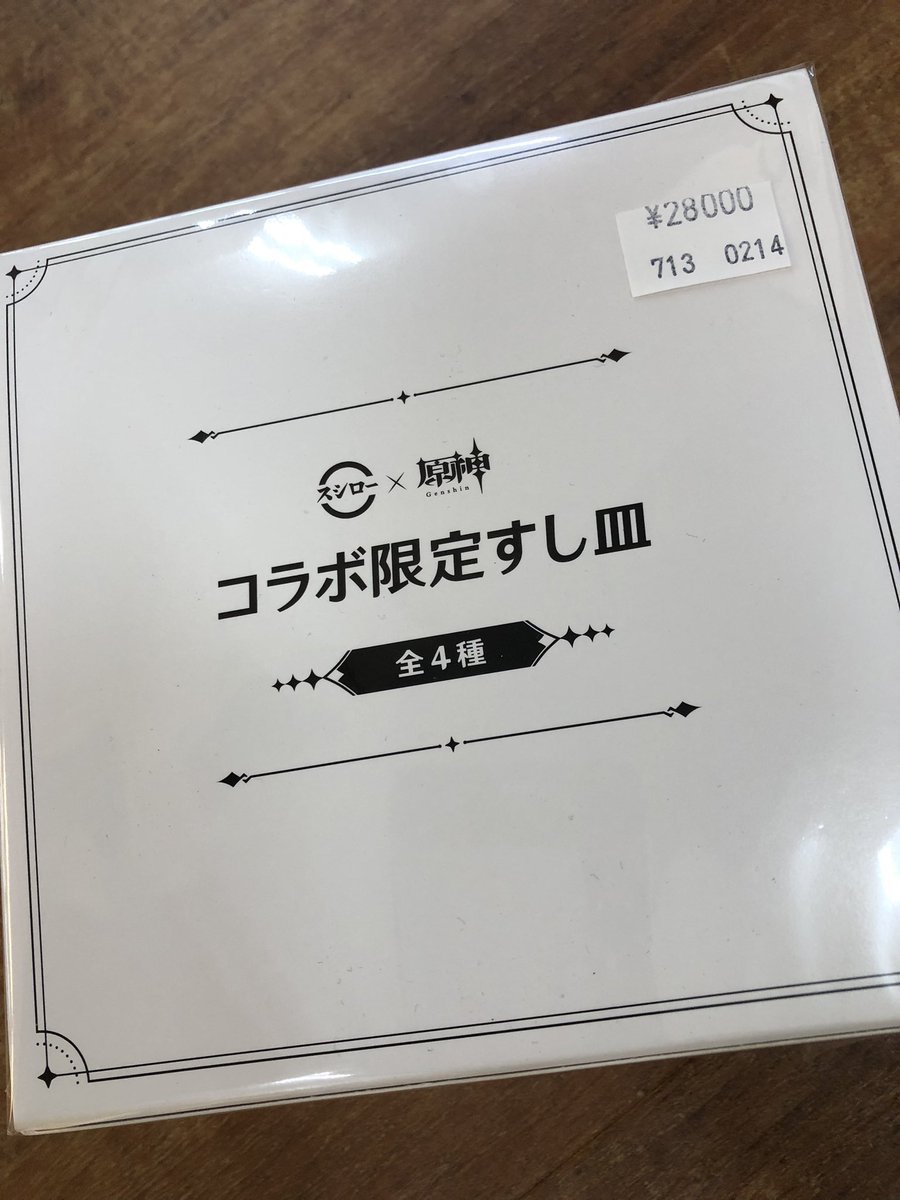 ¥28000
713 0214
スシロー×原神
Genshin
コラボ限定すし皿
全4種